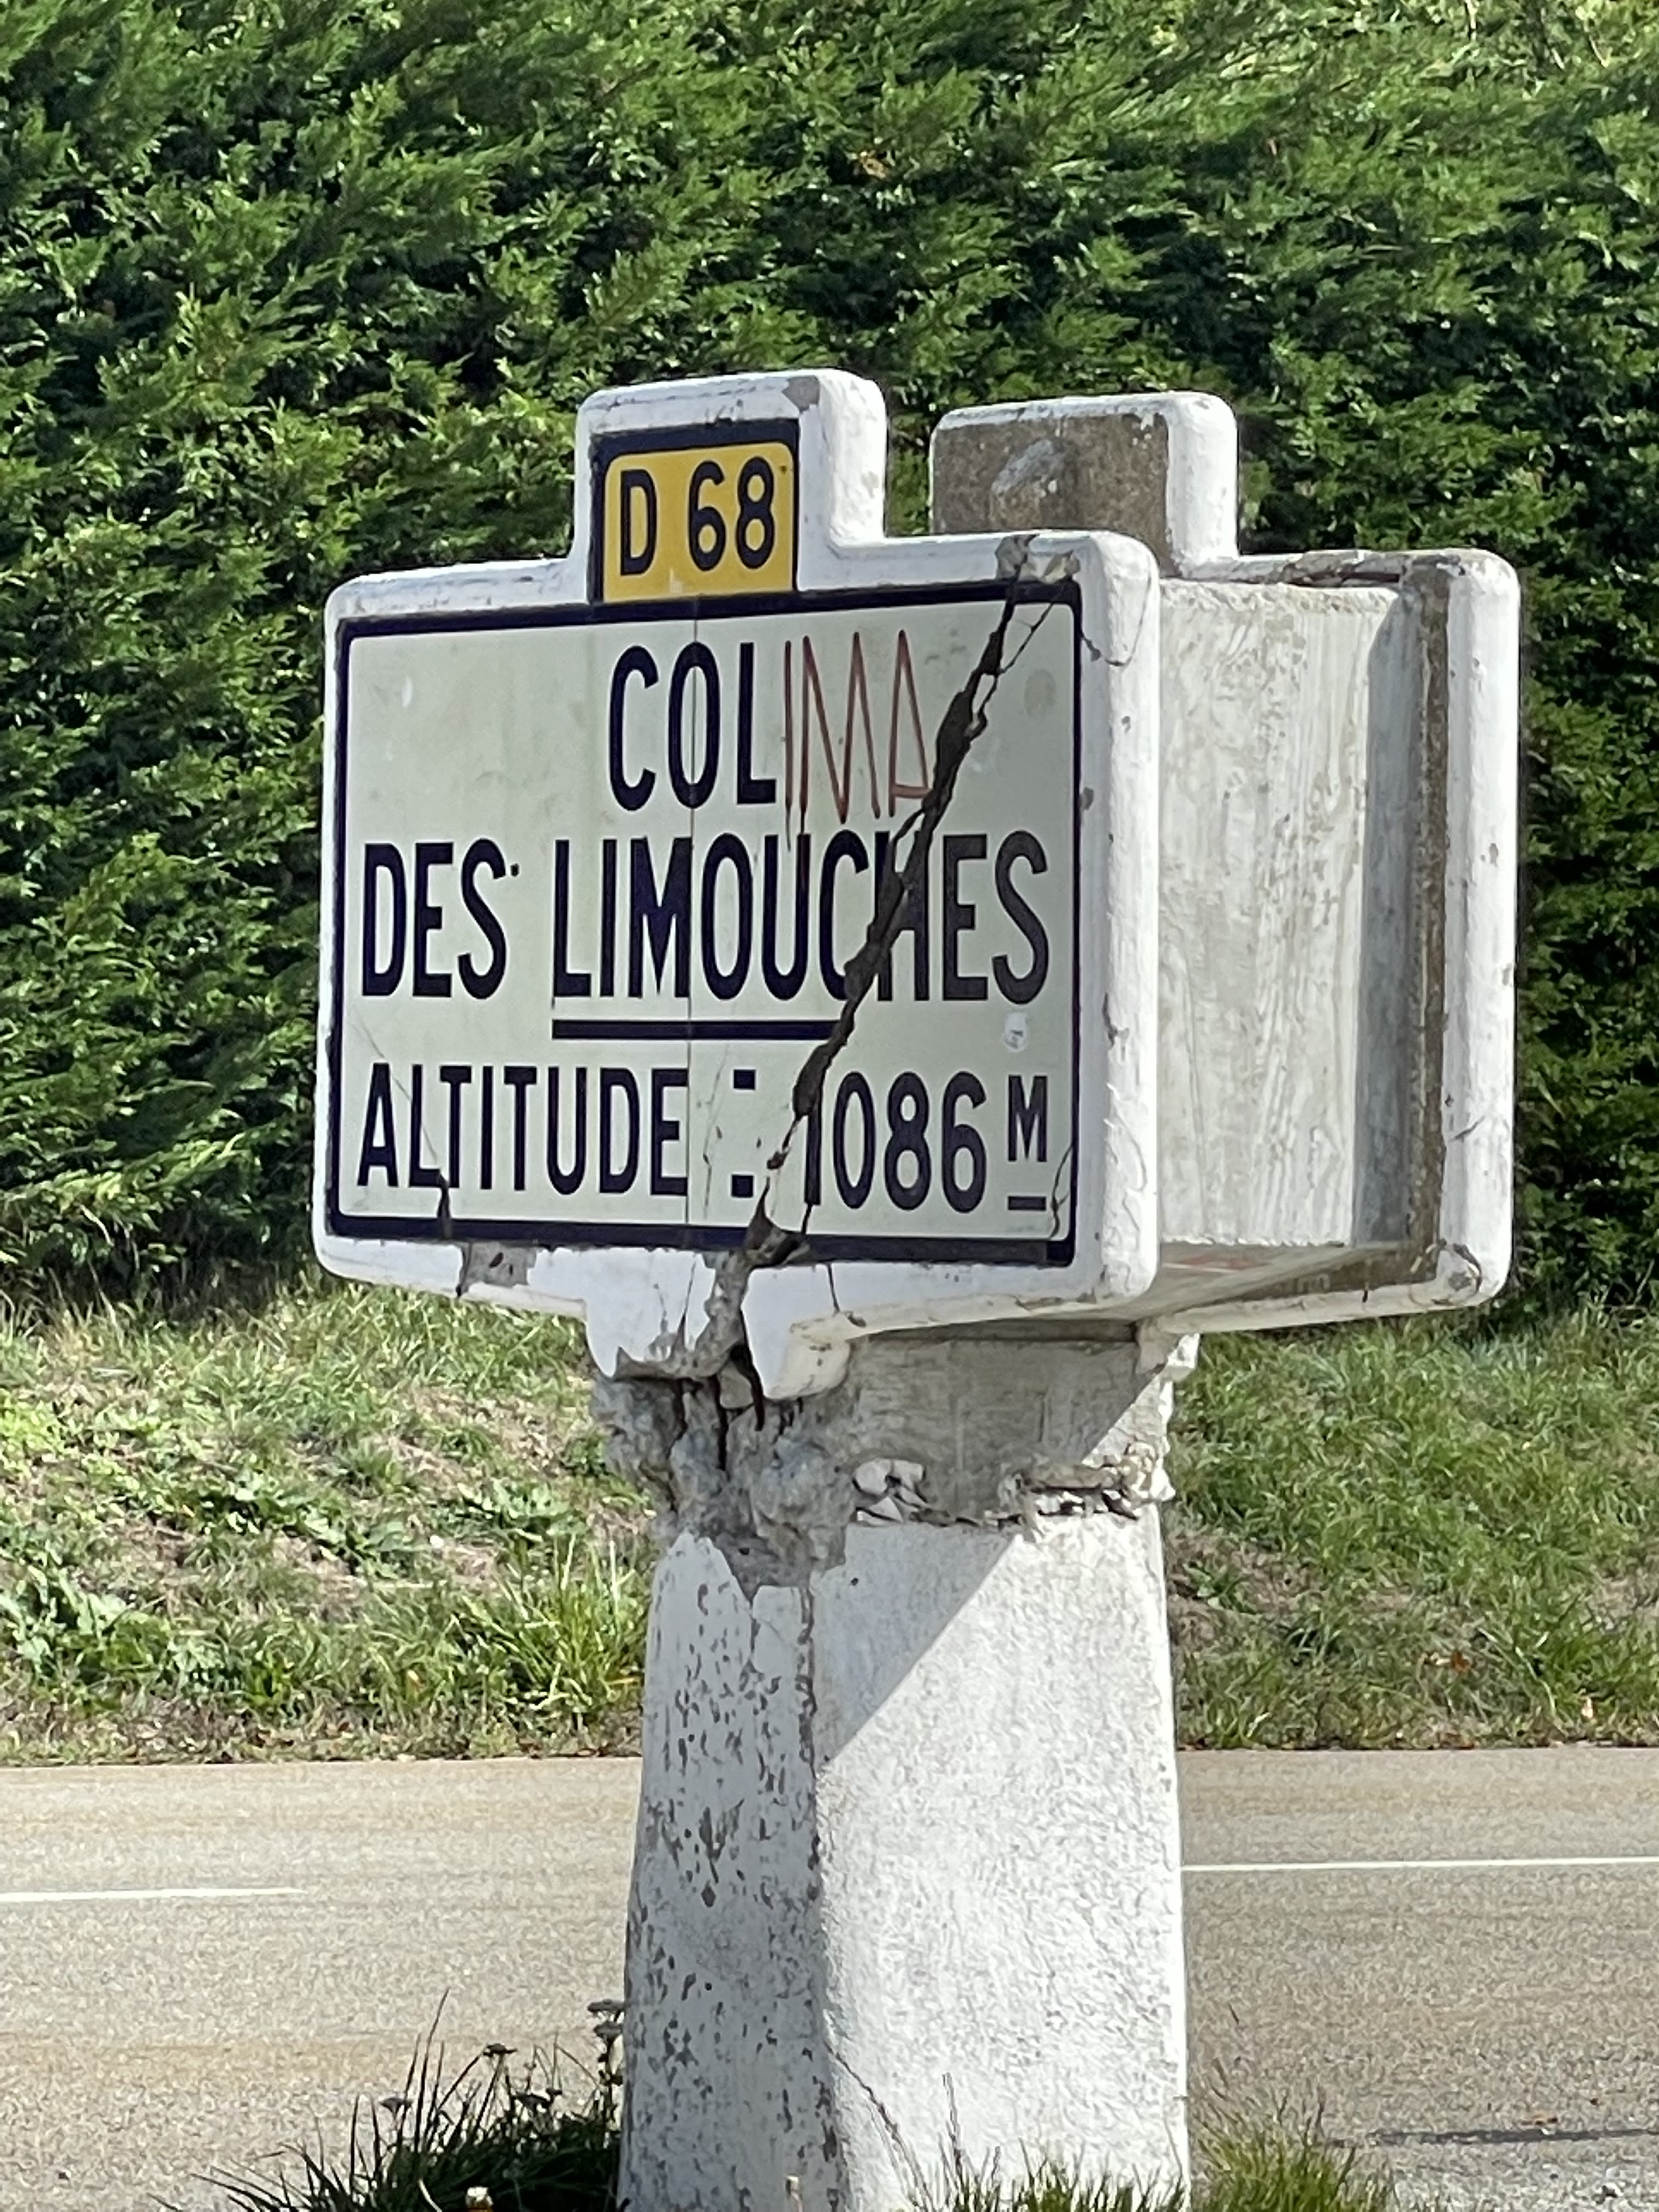 D 68
COLIMA
DES LIMOUCHES
ALTITUDE = 1086 M